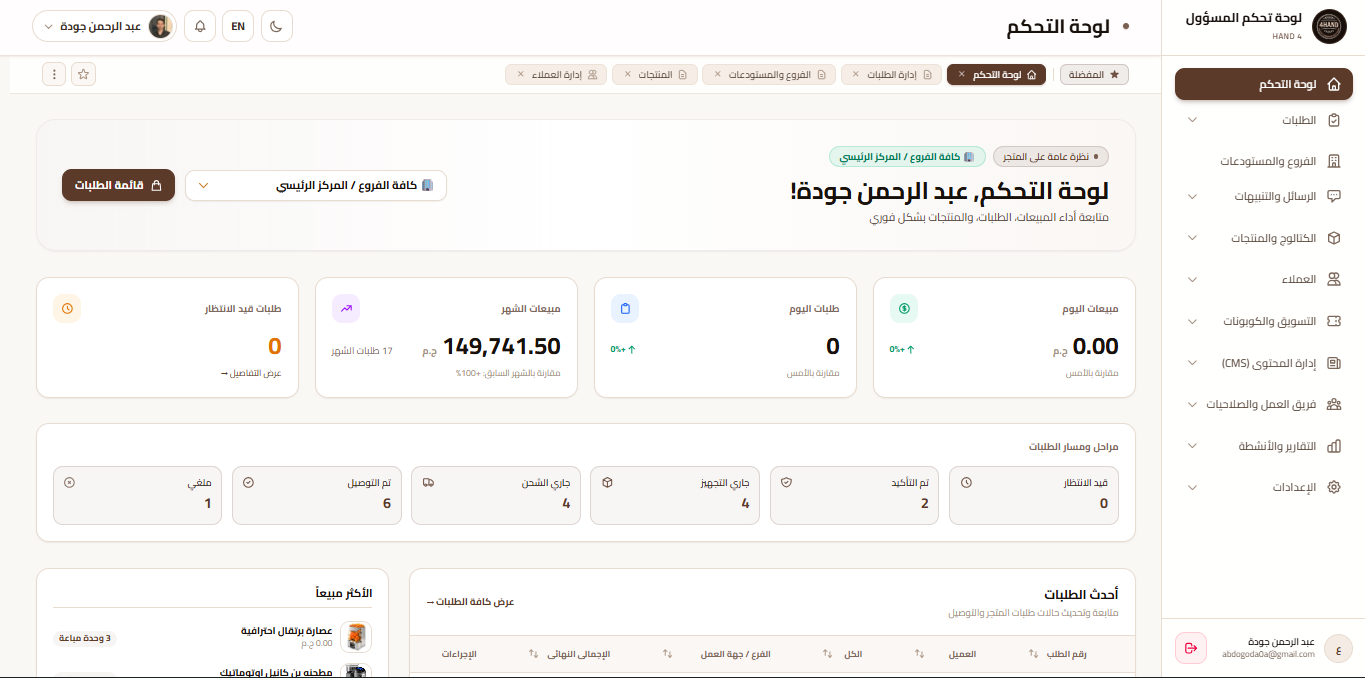 لوحة تحكم المسؤول
HAND 4
4HAND
لوحة التحكم
الطلبات
الفروع والمستودعات
الرسائل والتنبيهات
الكتالوج والمنتجات
العملاء
التسويق والكوبونات
إدارة المحتوى (CMS)
فريق العمل والصلاحيات
التقارير والأنشطة
الإعدادات
عبد الرحمن جودة
abdogoda0a@gmail.com
ع
لوحة التحكم
EN
عبد الرحمن جودة
المفضلة
لوحة التحكم
إدارة الطلبات
الفروع والمستودعات
المنتجات
إدارة العملاء
نظرة عامة على المتجر
كافة الفروع / المركز الرئيسي
لوحة التحكم, عبد الرحمن جودة!
متابعة أداء المبيعات، الطلبات، والمنتجات بشكل فوري
كافة الفروع / المركز الرئيسي
قائمة الطلبات
مبيعات اليوم
0.00 ج.م
↑ +0%
مقارنة بالأمس
طلبات اليوم
0
↑ +0%
مقارنة بالأمس
مبيعات الشهر
149,741.50 ج.م
17 طلبات الشهر
مقارنة بالشهر السابق: +100%
طلبات قيد الانتظار
0
عرض التفاصيل →
مراحل ومسار الطلبات
قيد الانتظار
0
تم التأكيد
2
جاري التجهيز
4
جاري الشحن
4
تم التوصيل
6
ملغي
1
أحدث الطلبات
متابعة وتحديث حالات طلبات المتجر والتوصيل
عرض كافة الطلبات →
رقم الطلب
العميل
الكل
الفرع / جهة العمل
الإجمالي النهائي
الإجراءات
الأكثر مبيعاً
عصارة برتقال احترافية
0.00 ج.م
3 وحدة مباعة
مطحنه بن كانيل اوتوماتيك